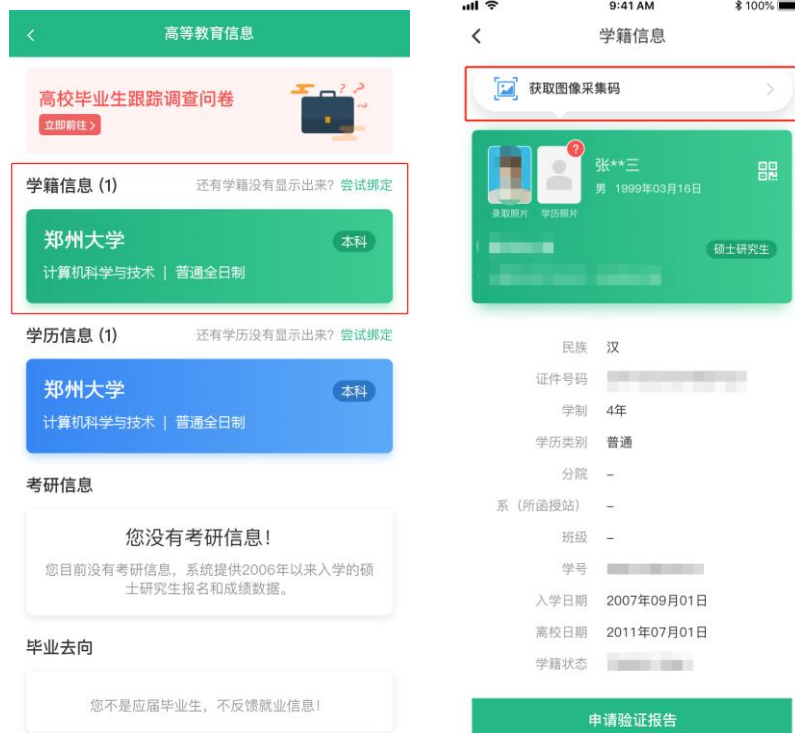 高等教育信息
高校毕业生跟踪调查问卷
立即前往 >
学籍信息 (1)
还有学籍没有显示出来? 尝试绑定
郑州大学
本科
计算机科学与技术 | 普通全日制
学历信息 (1)
还有学历没有显示出来? 尝试绑定
郑州大学
本科
计算机科学与技术 | 普通全日制
考研信息
您没有考研信息!
您目前没有考研信息, 系统提供2006年以来入学的硕
士研究生报名和成绩数据。
毕业去向
您不是应届毕业生, 不反馈就业信息!
9:41 AM
100%
学籍信息
获取图像采集码
?
张**三
男 1999年03月16日
录取照片 学历照片
硕士研究生
民族 汉
证件号码
学制 4年
学历类别 普通
分院 –
系 (所函授站) –
班级 –
学号
入学日期 2007年09月01日
离校日期 2011年07月01日
学籍状态
申请验证报告